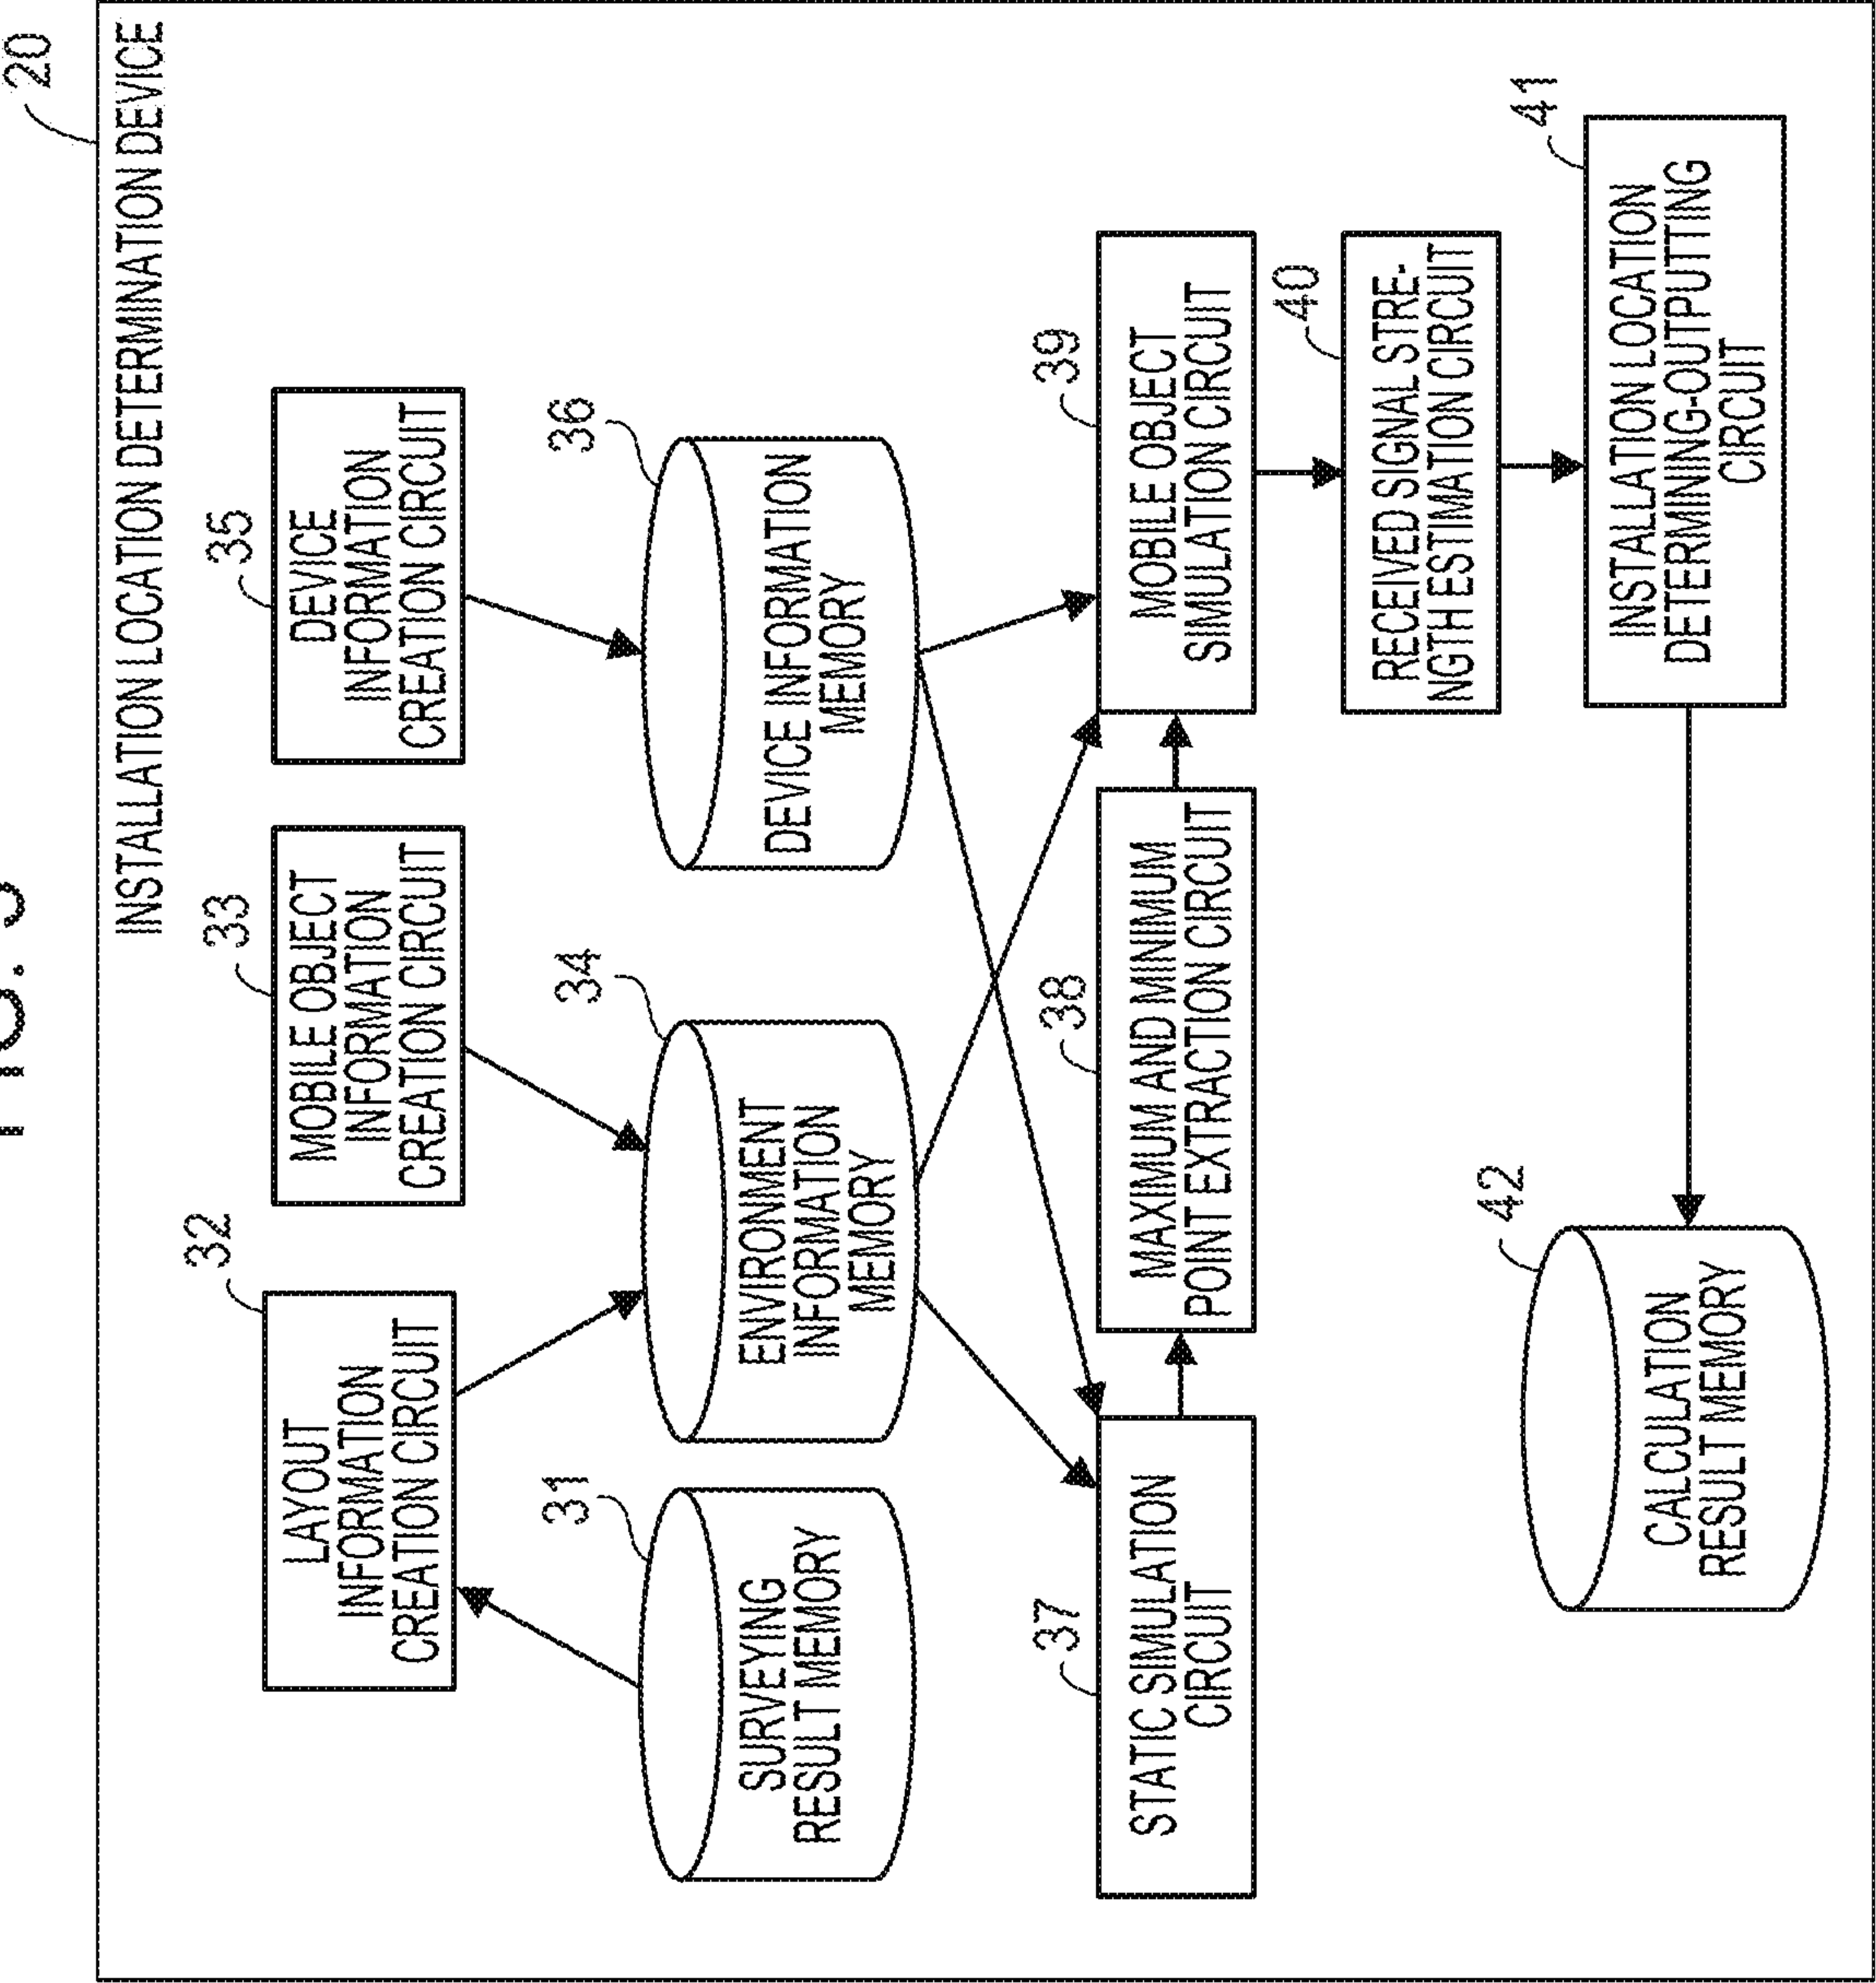 FIG. 3
20
INSTALLATION LOCATION DETERMINATION DEVICE
32
LAYOUT
INFORMATION
CREATION CIRCUIT
33
MOBILE OBJECT
INFORMATION
CREATION CIRCUIT
35
DEVICE
INFORMATION
CREATION CIRCUIT
31
SURVEYING
RESULT MEMORY
34
ENVIRONMENT
INFORMATION
MEMORY
36
DEVICE INFORMATION
MEMORY
37
STATIC SIMULATION
CIRCUIT
38
MAXIMUM AND MINIMUM
POINT EXTRACTION CIRCUIT
39
MOBILE OBJECT
SIMULATION CIRCUIT
40
RECEIVED SIGNAL STRE-
NGTH ESTIMATION CIRCUIT
42
CALCULATION
RESULT MEMORY
41
INSTALLATION LOCATION
DETERMINING-OUTPUTTING
CIRCUIT